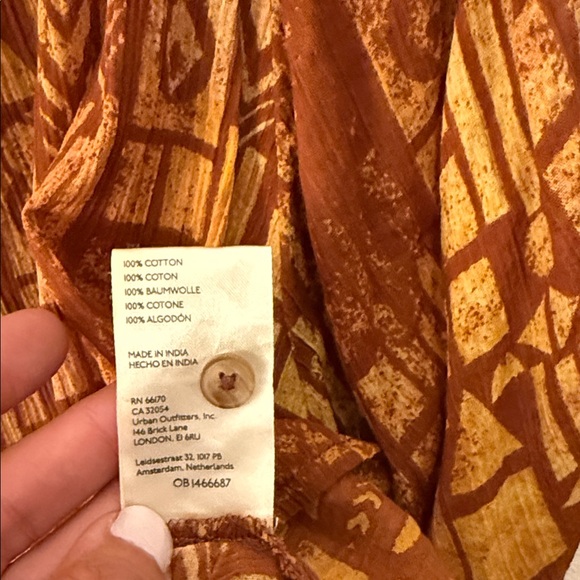 100% COTTON
100% COTON
100% BAUMWOLLE
100% COTONE
100% ALGODÓN
MADE IN INDIA
HECHO EN INDIA
RN 66170
CA 32054
Urban Outfitters, Inc.
146 Brick Lane
LONDON, E1 6RU
Leidsestraat 32, 1017 PB
Amsterdam, Netherlands
OB1466687